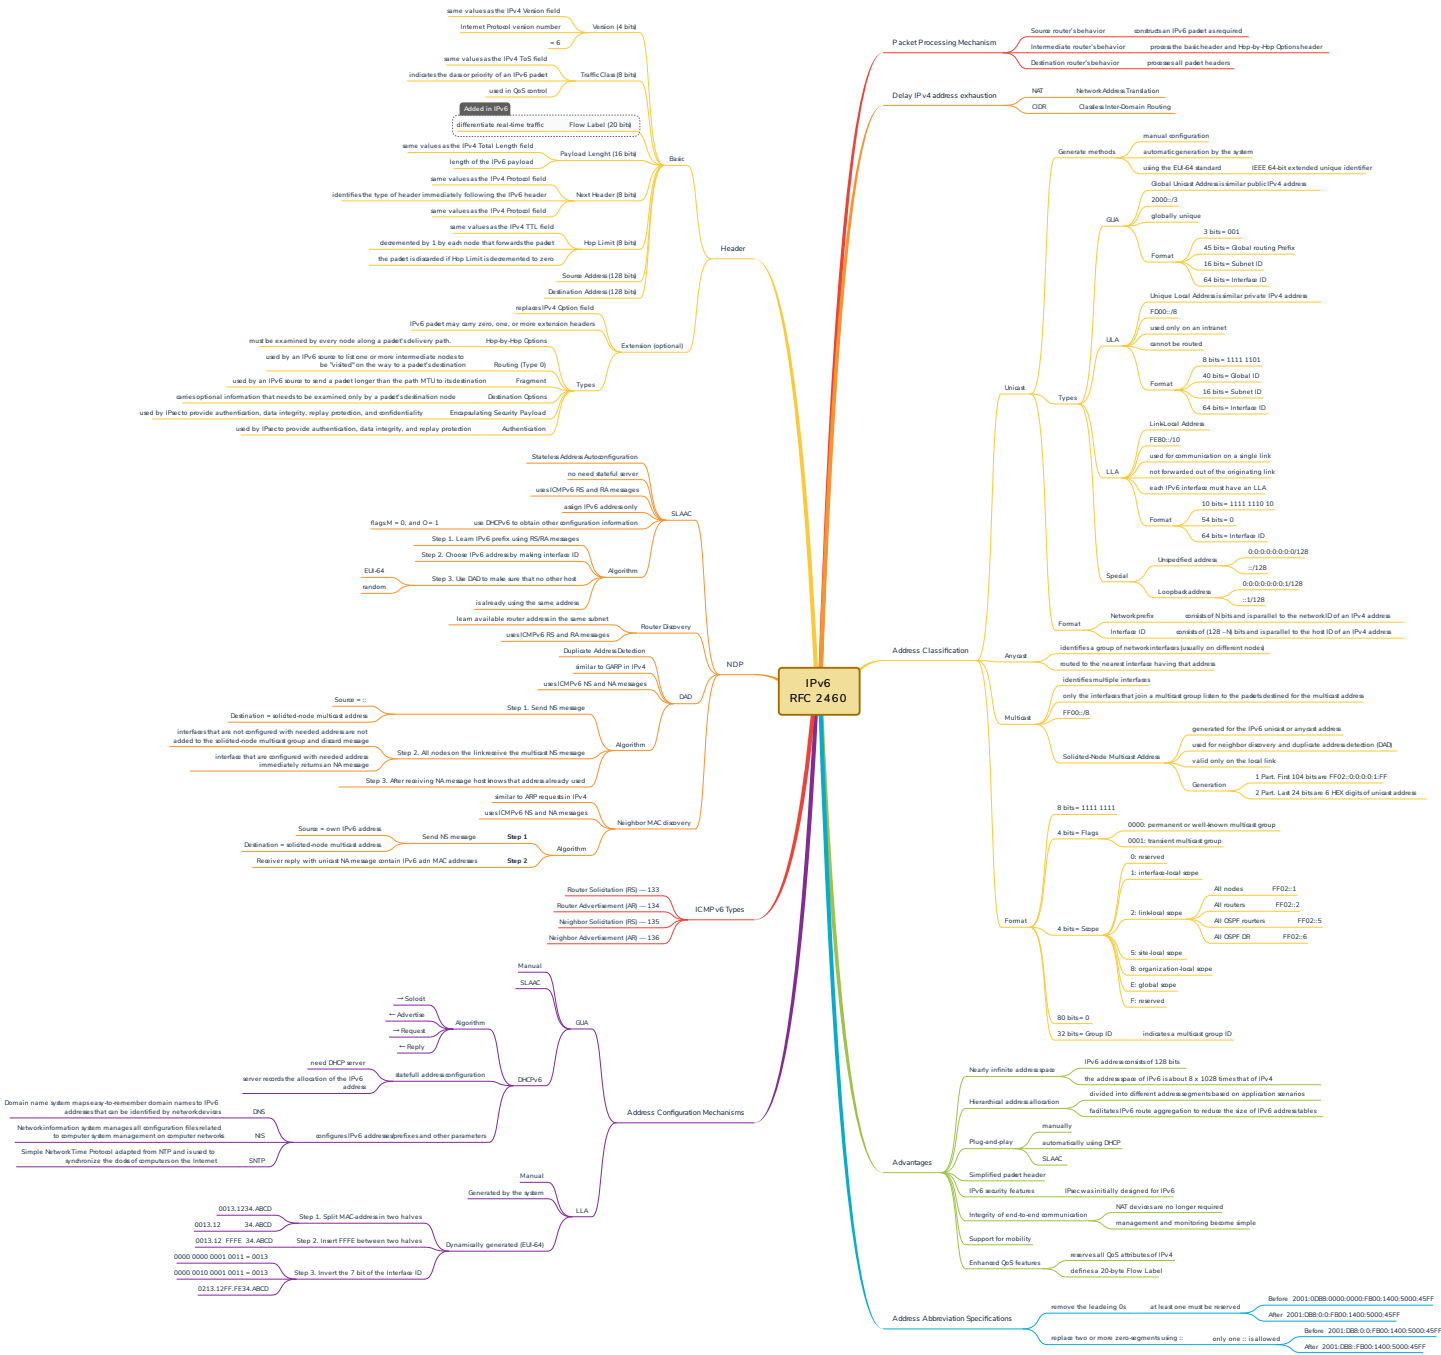 IPv6
RFC 2460
Packet Processing Mechanism
Source router's behavior
constructs an IPv6 packet as required
Intermediate router's behavior
process the basic header and Hop-by-Hop Options header
Destination router's behavior
processes all packet headers
Delay IPv4 address exhaustion
NAT
Network Address Translation
CIDR
Classless Inter-Domain Routing
Address Classification
Unicast
Generate methods
manual configuration
automatic generation by the system
using the EUI-64 standard
IEEE 64-bit extended unique identifier
Types
GUA
Global Unicast Address is similar public IPv4 address
2000::/3
globally unique
Format
3 bits = 001
45 bits = Global routing Prefix
16 bits = Subnet ID
64 bits = Interface ID
ULA
Unique Local Address is similar private IPv4 address
FD00::/8
used only on an intranet
cannot be routed
Format
8 bits = 1111 1101
40 bits = Global ID
16 bits = Subnet ID
64 bits = Interface ID
LLA
Link-Local Address
FE80::/10
used for communication on a single link
not forwarded out of the originating link
each IPv6 interface must have an LLA
Format
10 bits = 1111 1110 10
54 bits = 0
64 bits = Interface ID
Special
Unspecified address
0:0:0:0:0:0:0:0/128
::/128
Loopback address
0:0:0:0:0:0:0:1/128
::1/128
Format
Network prefix
consists of N bits and is parallel to the network ID of an IPv4 address
Interface ID
consists of (128 – N) bits and is parallel to the host ID of an IPv4 address
Anycast
identifies a group of network interfaces (usually on different nodes)
routed to the nearest interface having that address
Multicast
identifies multiple interfaces
only the interfaces that join a multicast group listen to the packets destined for the multicast address
FF00::/8
Solicited-Node Multicast Address
generated for the IPv6 unicast or anycast address
used for neighbor discovery and duplicate address detection (DAD)
valid only on the local link
Generation
1 Part. First 104 bits are FF02::0:0:0:0:1:FF
2 Part. Last 24 bits are 6 HEX digits of unicast address
Format
8 bits = 1111 1111
4 bits = Flags
0000: permanent or well-known multicast group
0001: transient multicast group
4 bits = Scope
0: reserved
1: interface-local scope
2: link-local scope
All nodes
FF02::1
All routers
FF02::2
All OSPF rourters
FF02::5
All OSPF DR
FF02::6
5: site-local scope
8: organization-local scope
E: global scope
F: reserved
80 bits = 0
32 bits = Group ID
indicates a multicast group ID
Advantages
Nearly infinite address space
IPv6 address consists of 128 bits
the address space of IPv6 is about 8 x 1028 times that of IPv4
Hierarchical address allocation
divided into different address segments based on application scenarios
facilitates IPv6 route aggregation to reduce the size of IPv6 address tables
Plug-and-play
manually
automatically using DHCP
SLAAC
Simplified packet header
IPv6 security features
IPsec was initially designed for IPv6
Integrity of end-to-end communication
NAT devices are no longer required
management and monitoring become simple
Support for mobility
Enhanced QoS features
reserves all QoS attributes of IPv4
defines a 20-byte Flow Label
Address Abbreviation Specifications
remove the leadeing 0s
at least one must be reserved
Before 2001:0DB8:0000:0000:FB00:1400:5000:45FF
After 2001:DB8:0:0:FB00:1400:5000:45FF
replace two or more zero-segments using ::
only one :: is allowed
Before 2001:DB8:0:0:FB00:1400:5000:45FF
After 2001:DB8::FB00:1400:5000:45FF
Header
Basic
Version (4 bits)
same values as the IPv4 Version field
Internet Protocol version number
= 6
Traffic Class (8 bits)
same values as the IPv4 ToS field
indicates the class or priority of an IPv6 packet
used in QoS control
Added in IPv6
Flow Label (20 bits)
differentiate real-time traffic
Payload Lenght (16 bits)
same values as the IPv4 Total Length field
length of the IPv6 payload
Next Header (8 bits)
same values as the IPv4 Protocol field
identifies the type of header immediately following the IPv6 header
same values as the IPv4 Protocol field
Hop Limit (8 bits)
same values as the IPv4 TTL field
decremented by 1 by each node that forwards the packet
the packet is discarded if Hop Limit is decremented to zero
Source Address (128 bits)
Destination Address (128 bits)
Extension (optional)
replaces IPv4 Option field
IPv6 packet may carry zero, one, or more extension headers
Types
Hop-by-Hop Options
must be examined by every node along a packet's delivery path.
Routing (Type 0)
used by an IPv6 source to list one or more intermediate nodes to
be "visited" on the way to a packet's destination
Fragment
used by an IPv6 source to send a packet longer than the path MTU to its destination
Destination Options
carries optional information that needs to be examined only by a packet's destination node
Encapsulating Security Payload
used by IPsec to provide authentication, data integrity, replay protection, and confidentiality
Authentication
used by IPsec to provide authentication, data integrity, and replay protection
NDP
SLAAC
Stateless Address Autoconfiguration
no need stateful server
uses ICMPv6 RS and RA messages
assign IPv6 address only
use DHCPv6 to obtain other configuration information
flags M = 0, and O = 1
Algorithm
Step 1. Learn IPv6 prefix using RS/RA messages
Step 2. Choose IPv6 address by making interface ID
Step 3. Use DAD to make sure that no other host
EUI-64
random
is already using the same address
Router Discovery
learn available router address in the same subnet
uses ICMPv6 RS and RA messages
DAD
Duplicate Address Detection
similar to GARP in IPv4
uses ICMPv6 NS and NA messages
Algorithm
Step 1. Send NS message
Source = ::
Destination = solicited-node multicast address
Step 2. All nodes on the link receive the multicast NS message
interfaces that are not configured with needed address are not
added to the solicited-node multicast group and discard message
interface that are configured with needed address
immediately returns an NA message
Step 3. After receiving NA message host knows that address already used
Neighbor MAC discovery
similar to ARP requests in IPv4
uses ICMPv6 NS and NA messages
Algorithm
Step 1
Send NS message
Source = own IPv6 address
Destination = solicited-node multicast address
Step 2
Receiver reply with unicast NA message contain IPv6 adn MAC addresses
ICMPv6 Types
Router Solicitation (RS) — 133
Router Advertisement (AR) — 134
Neighbor Solicitation (RS) — 135
Neighbor Advertisement (AR) — 136
Address Configuration Mechanisms
GUA
Manual
SLAAC
DHCPv6
Algorithm
→ Solocit
← Advertise
→ Request
← Reply
statefull address configuration
need DHCP server
server records the allocation of the IPv6
address
configures IPv6 addresses/prefixes and other parameters
DNS
Domain name system maps easy-to-remember domain names to IPv6
addresses that can be identified by network devices
NIS
Network information system manages all configuration files related
to computer system management on computer networks
SNTP
Simple Network Time Protocol adapted from NTP and is used to
synchronize the clocks of computers on the Internet
LLA
Manual
Generated by the system
Dynamically generated (EUI-64)
Step 1. Split MAC-address in two halves
0013.1234.ABCD
0013.12 34.ABCD
Step 2. Insert FFFE between two halves
0013.12 FFFE 34.ABCD
Step 3. Invert the 7 bit of the Interface ID
0000 0000 0001 0011 = 0013
0000 0010 0001 0011 = 0013
0213.12FF.FE34.ABCD